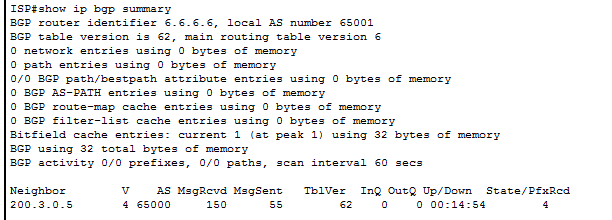 ISP#show ip bgp summary
BGP router identifier 6.6.6.6, local AS number 65001
BGP table version is 62, main routing table version 6
0 network entries using 0 bytes of memory
0 path entries using 0 bytes of memory
0/0 BGP path/bestpath attribute entries using 0 bytes of memory
0 BGP AS-PATH entries using 0 bytes of memory
0 BGP route-map cache entries using 0 bytes of memory
0 BGP filter-list cache entries using 0 bytes of memory
Bitfield cache entries: current 1 (at peak 1) using 32 bytes of memory
BGP using 32 total bytes of memory
BGP activity 0/0 prefixes, 0/0 paths, scan interval 60 secs
Neighbor V AS MsgRcvd MsgSent TblVer InQ OutQ Up/Down State/PfxRcd
200.3.0.5 4 65000 150 55 62 0 0 00:14:54 4